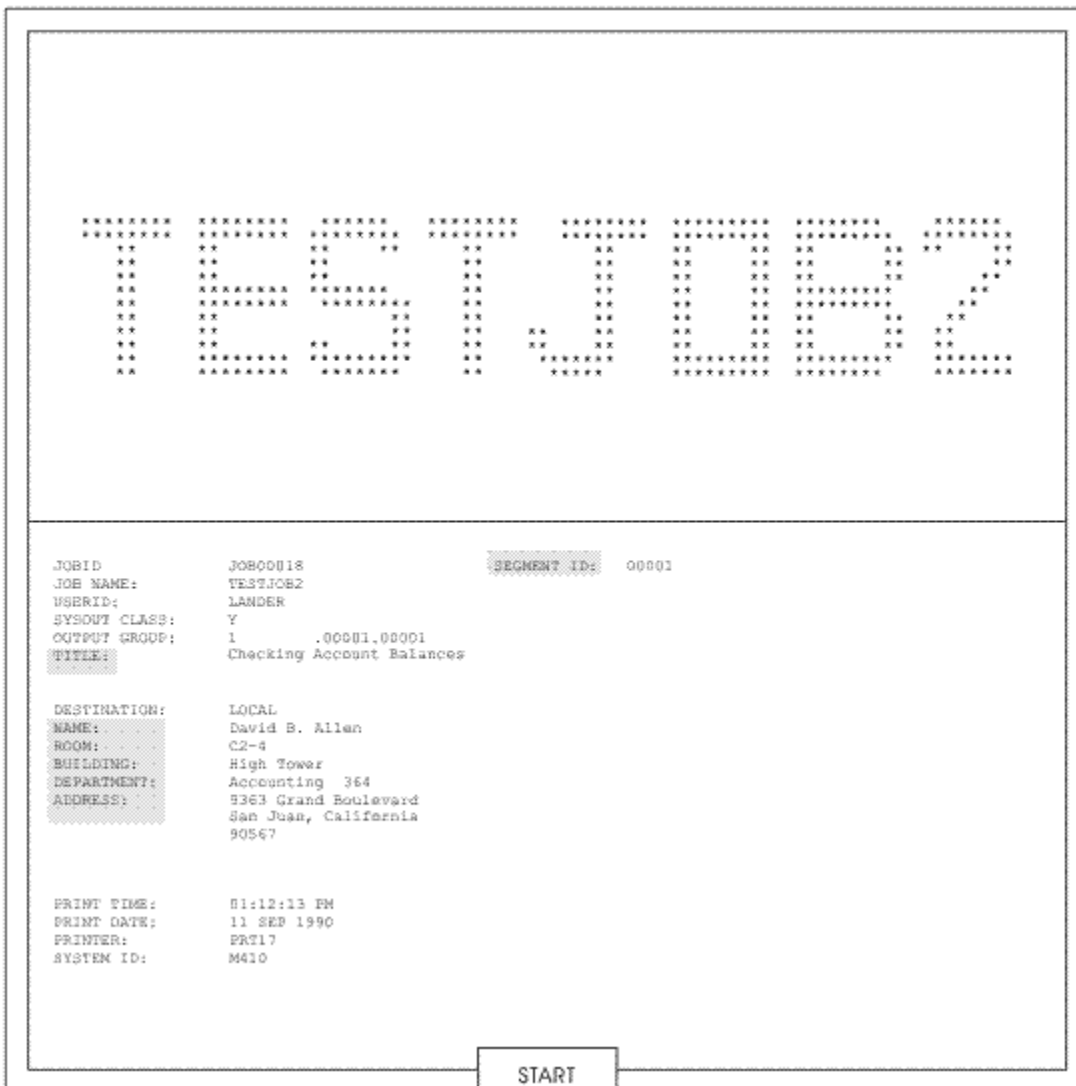 TESTJOB2
JOBID JOB00018 SEGMENT ID: 00001
JOB NAME: TESTJOB2
USERID: LANDER
SYSOUT CLASS: Y
OUTPUT GROUP: 1 .00001.00001
TITLE: Checking Account Balances
DESTINATION: LOCAL
NAME: David B. Allen
ROOM: C2-4
BUILDING: High Tower
DEPARTMENT: Accounting 364
ADDRESS: 9363 Grand Boulevard
San Juan, California
90567
PRINT TIME: 01:12:13 PM
PRINT DATE: 11 SEP 1990
PRINTER: PRT17
SYSTEM ID: M410
START